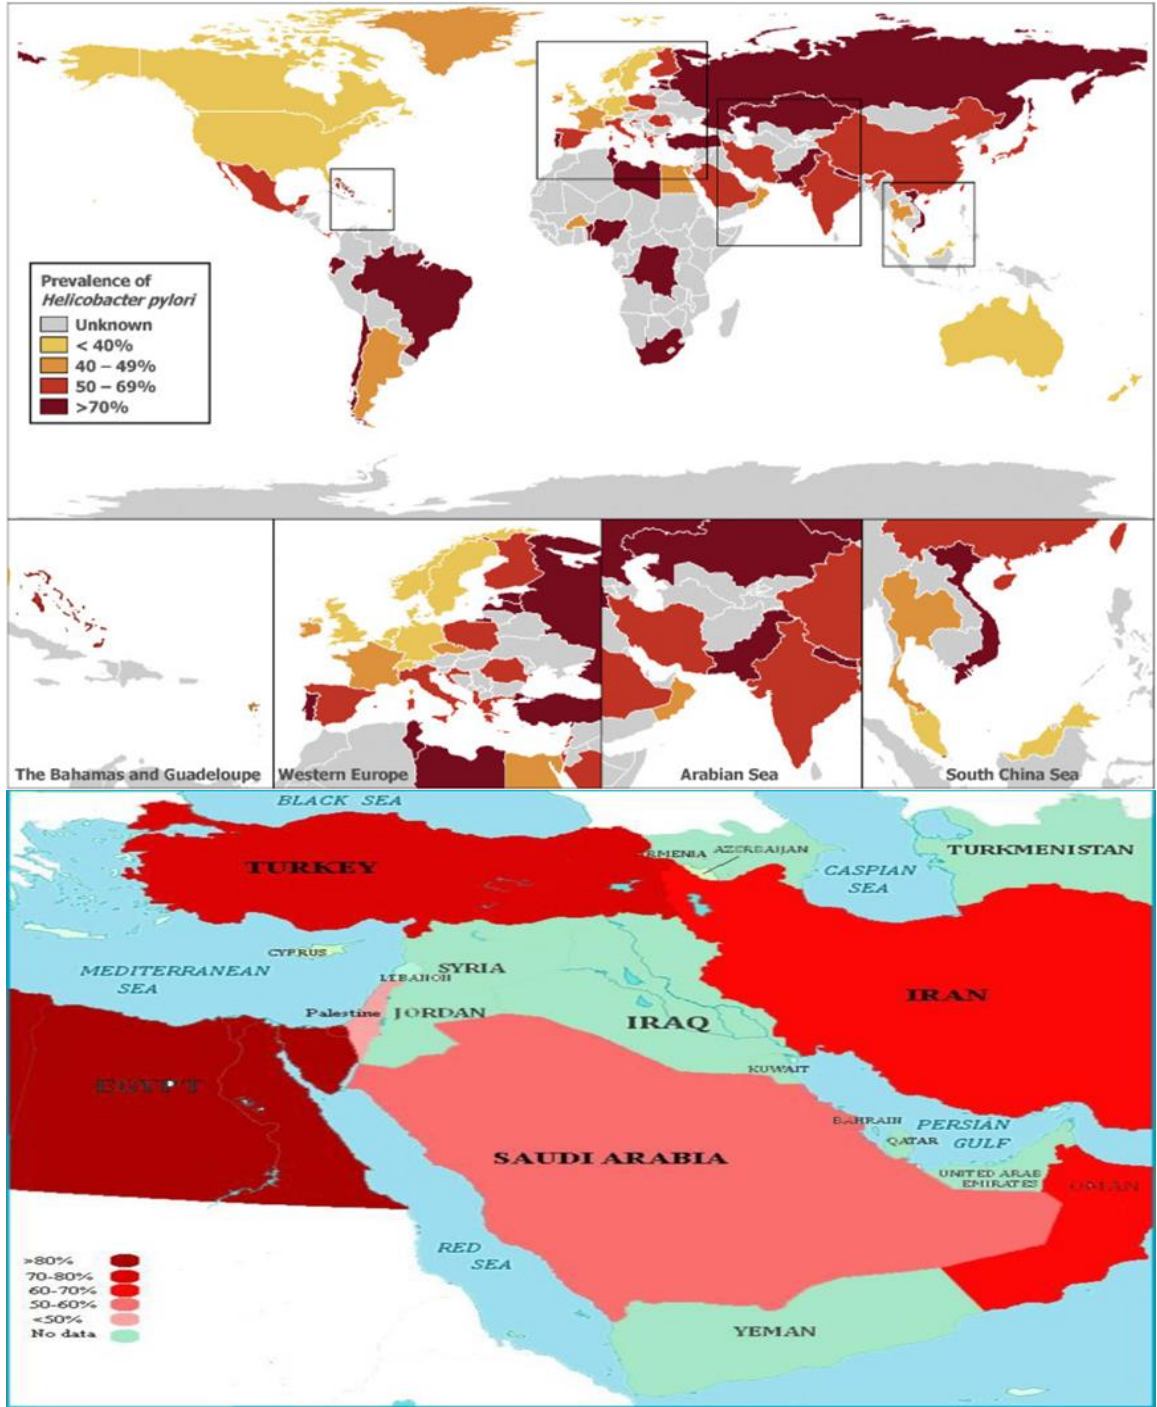 Prevalence of
Helicobacter pylori
Unknown
< 40%
40 – 49%
50 – 69%
>70%
The Bahamas and Guadeloupe
Western Europe
Arabian Sea
South China Sea
BLACK SEA
TURKEY
RMENIA
AZERBAIJAN
TURKMENISTAN
CASPIAN
SEA
CYPRUS
MEDITERRANEAN
SEA
SYRIA
LEBANON
Palestine
JORDAN
IRAQ
IRAN
EGYPT
KUWAIT
BAHRAIN
PERSIAN
GULF
QATAR
SAUDI ARABIA
UNITED ARAB
EMIRATES
OMAN
RED
SEA
YEMAN
>80%
70-80%
60-70%
50-60%
<50%
No data